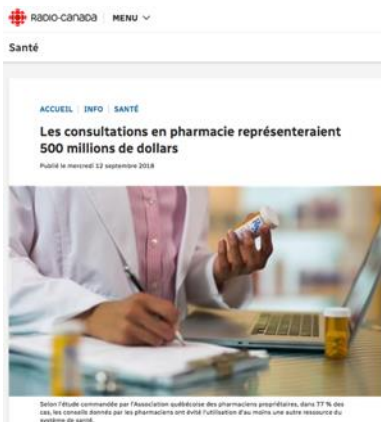 RADIO-CANADA MENU
Santé
ACCUEIL | INFO | SANTÉ
Les consultations en pharmacie représenteraient
500 millions de dollars
Publié le mercredi 12 septembre 2018
Selon l'étude commandée par l'Association québécoise des pharmaciens propriétaires, dans 77 % des
cas, les conseils donnés par les pharmaciens ont évité l'utilisation d'au moins une autre ressource du
système de santé.